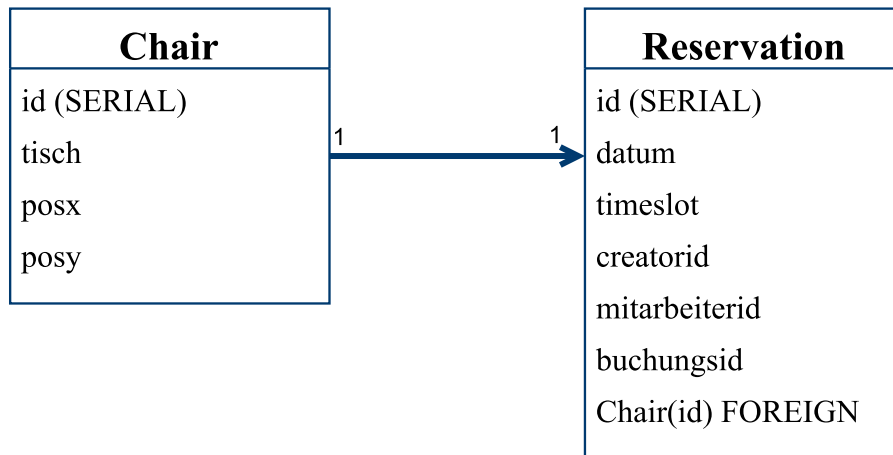 Chair
id (SERIAL)
tisch
posx
posy
1
1
Reservation
id (SERIAL)
datum
timeslot
creatorid
mitarbeiterid
buchungsid
Chair(id) FOREIGN